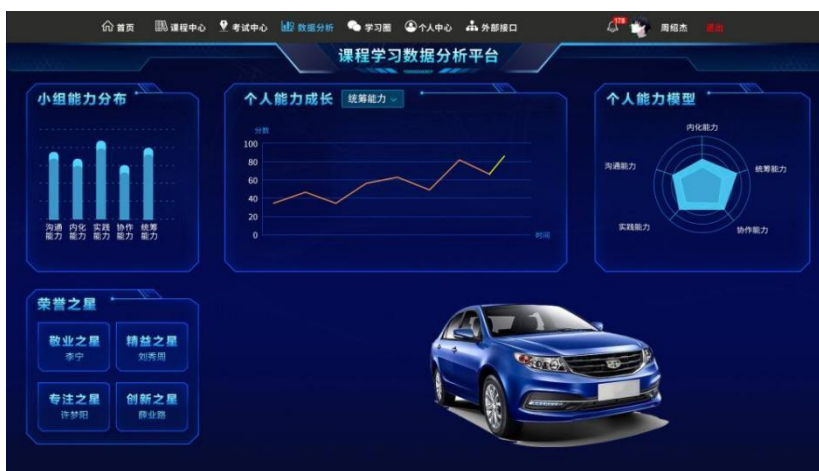 首页 课程中心 考试中心 数据分析 学习圈 个人中心 外部接口 178 周绍杰 退出
课程学习数据分析平台
小组能力分布
沟通能力 内化能力 实践能力 协作能力 统筹能力
个人能力成长 统筹能力
分数
100
80
60
40
20
0
时间
个人能力模型
内化能力
沟通能力 统筹能力
实践能力 协作能力
荣誉之星
敬业之星 精益之星
李宁 刘秀周
专注之星 创新之星
许梦阳 薛业路